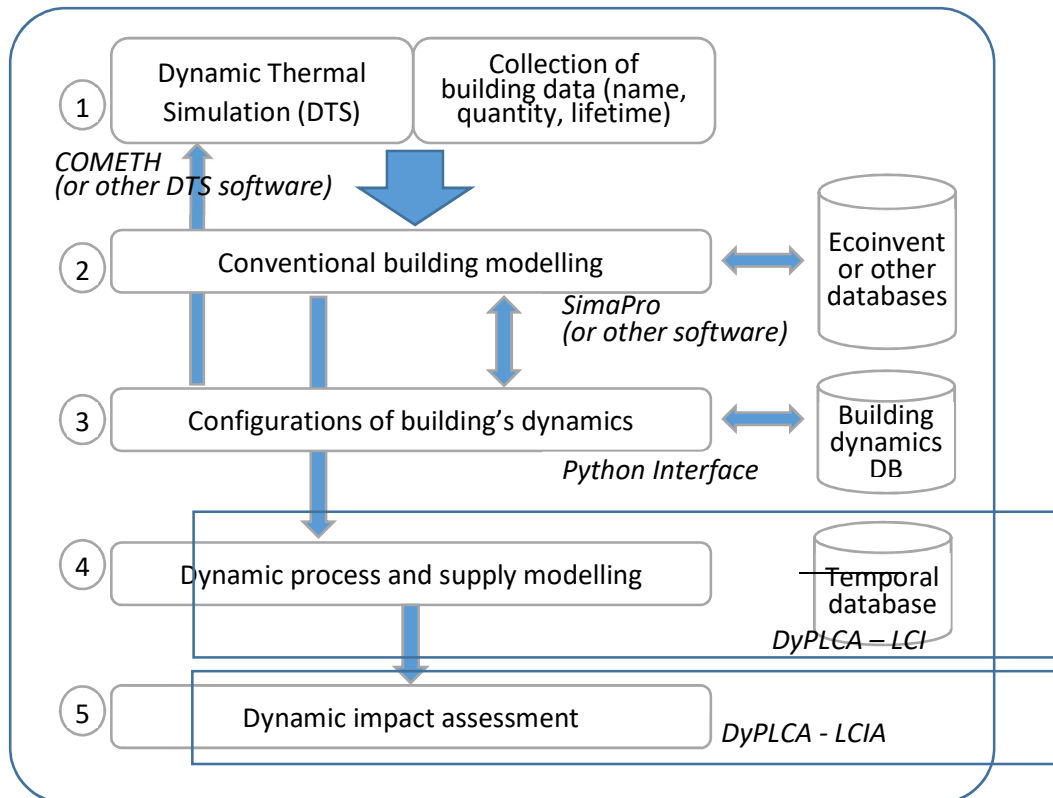 1
Dynamic Thermal
Simulation (DTS)
Collection of
building data (name,
quantity, lifetime)
COMETH
(or other DTS software)
2
Conventional building modelling
Ecoinvent
or other
databases
SimaPro
(or other software)
3
Configurations of building’s dynamics
Building
dynamics
DB
Python Interface
4
Dynamic process and supply modelling
Temporal
database
DyPLCA – LCI
5
Dynamic impact assessment
DyPLCA - LCIA